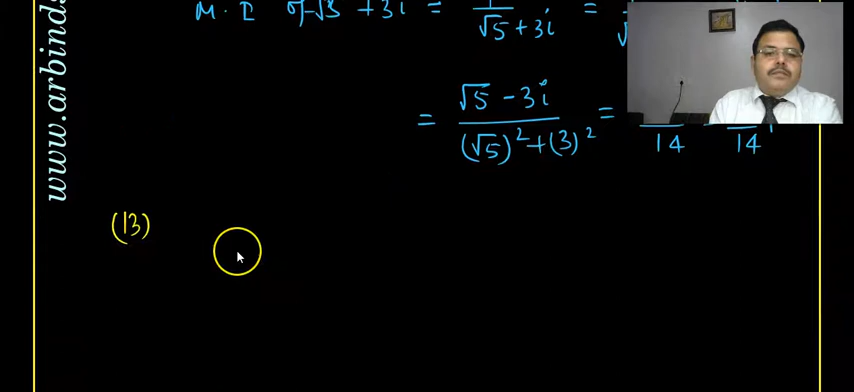 www.arbinds
M. I of √5 + 3i = 1 / (√5 + 3i) =
= (√5 - 3i) / ((√5)² + (3)²) = / 14 / 14 i
(13)